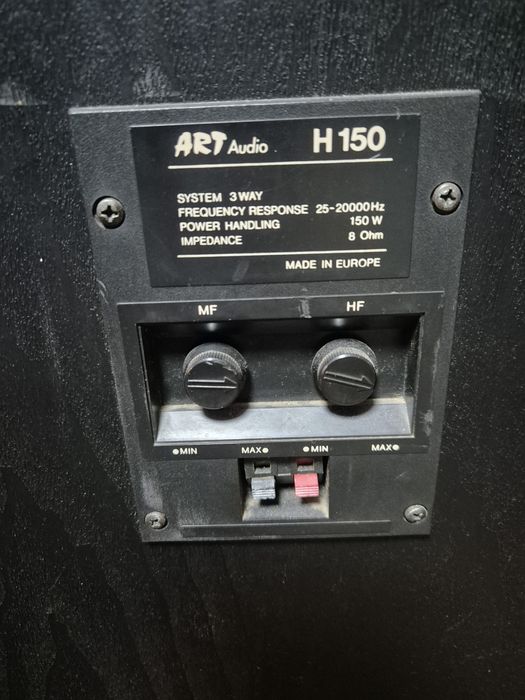 ART Audio H 150
SYSTEM 3 WAY
FREQUENCY RESPONSE 25-20000Hz
POWER HANDLING 150 W
IMPEDANCE 8 Ohm
MADE IN EUROPE
MF HF
MIN MAX MIN MAX